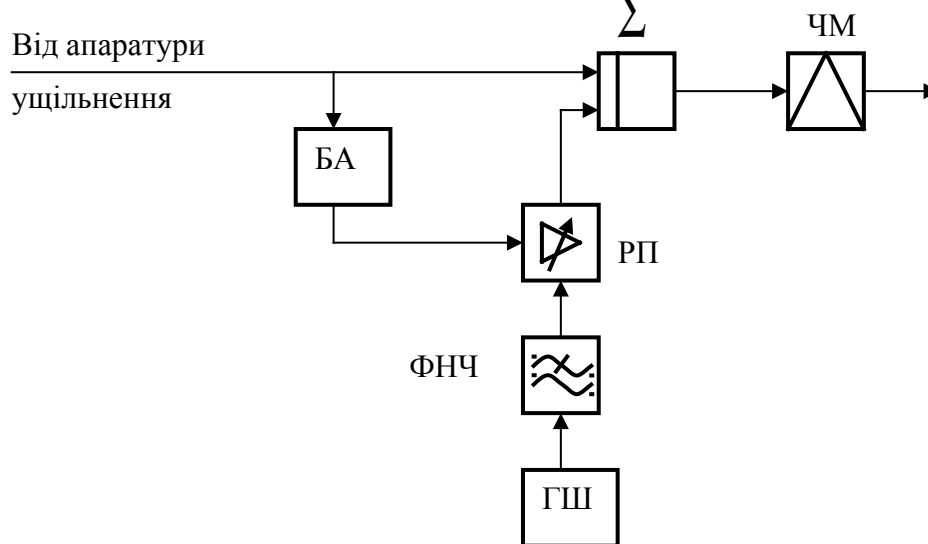 ∑
ЧМ
Від апаратури
ущільнення
БА
РП
ФНЧ
ГШ